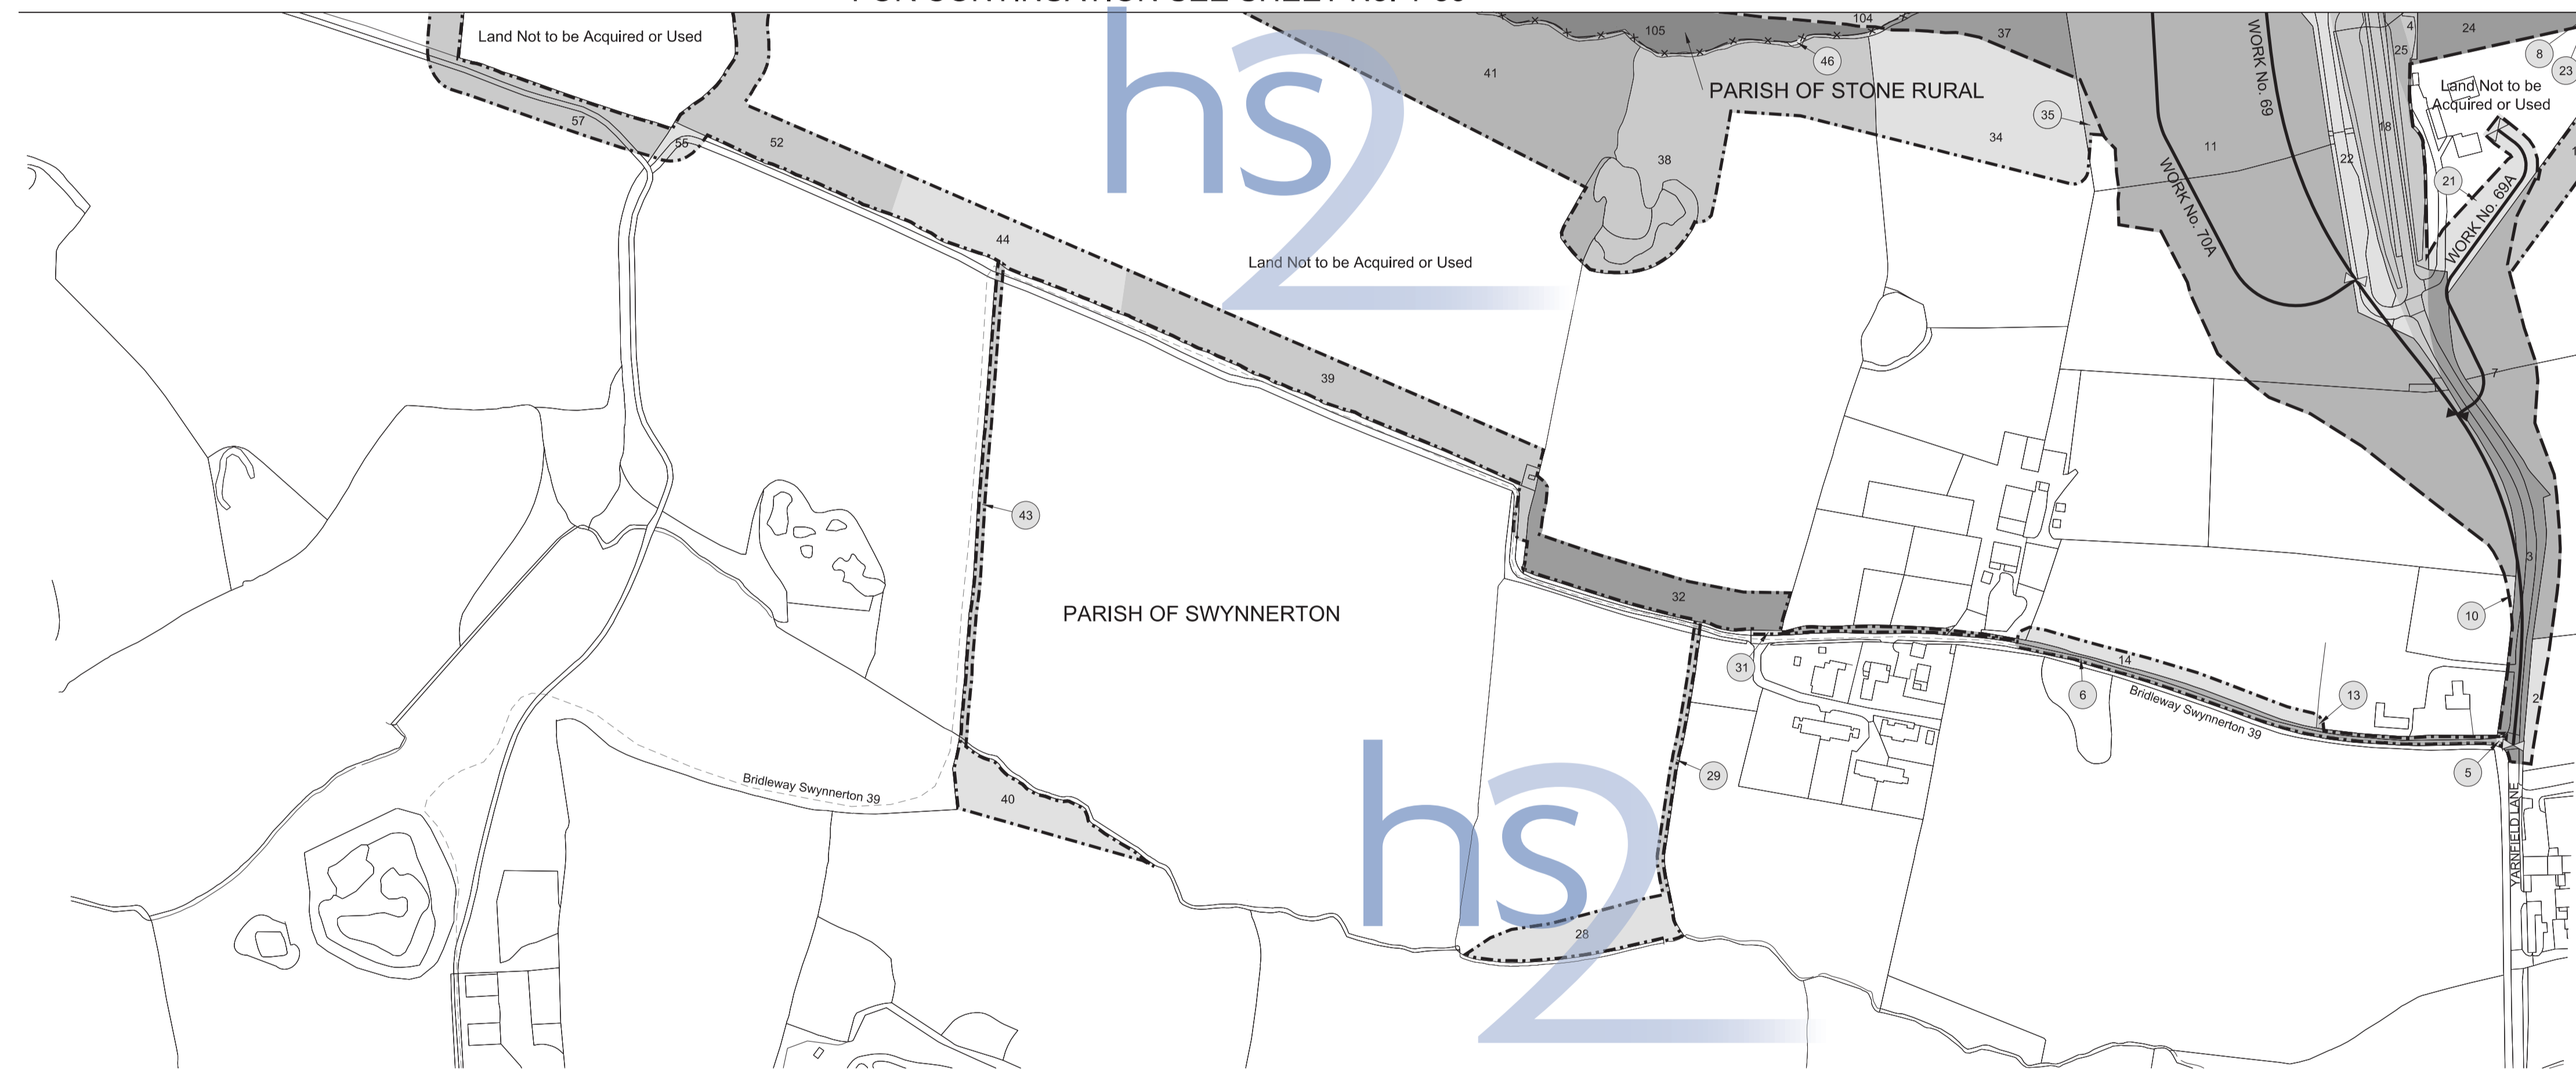 Land Not to be Acquired or Used
hs2
104
105
37
24
4
25
8
23
41
46
PARISH OF STONE RURAL
WORK No. 69
Land Not to be
Acquired or Used
57
55
52
35
34
11
18
22
38
21
WORK No. 70A
WORK No. 69A
44
Land Not to be Acquired or Used
39
7
43
3
PARISH OF SWYNNERTON
32
10
31
14
6
13
2
Bridleway Swynnerton 39
5
29
Bridleway Swynnerton 39
40
YARNFIELD LANE
hs2
28